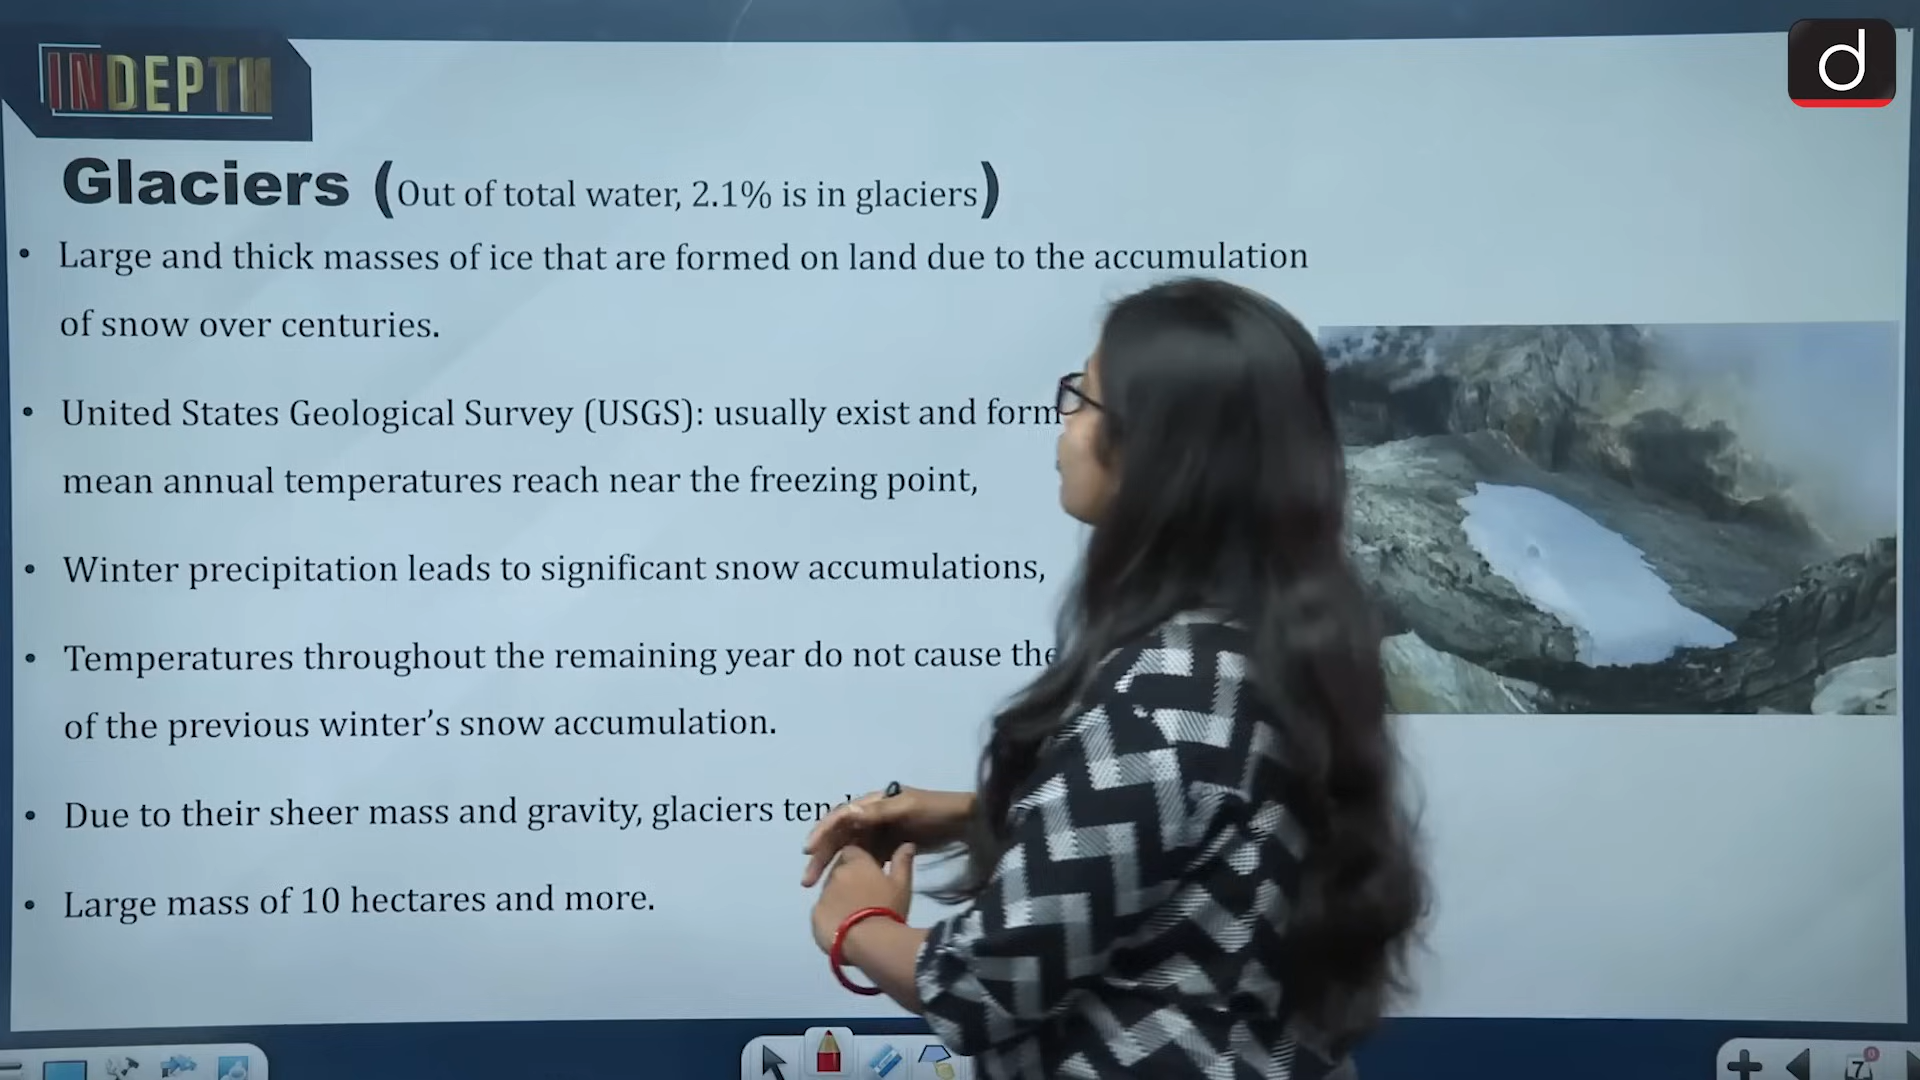 INDEPTH
d
Glaciers (Out of total water, 2.1% is in glaciers)
• Large and thick masses of ice that are formed on land due to the accumulation
of snow over centuries.
• United States Geological Survey (USGS): usually exist and form
mean annual temperatures reach near the freezing point,
• Winter precipitation leads to significant snow accumulations,
• Temperatures throughout the remaining year do not cause the
of the previous winter’s snow accumulation.
• Due to their sheer mass and gravity, glaciers
• Large mass of 10 hectares and more.
7